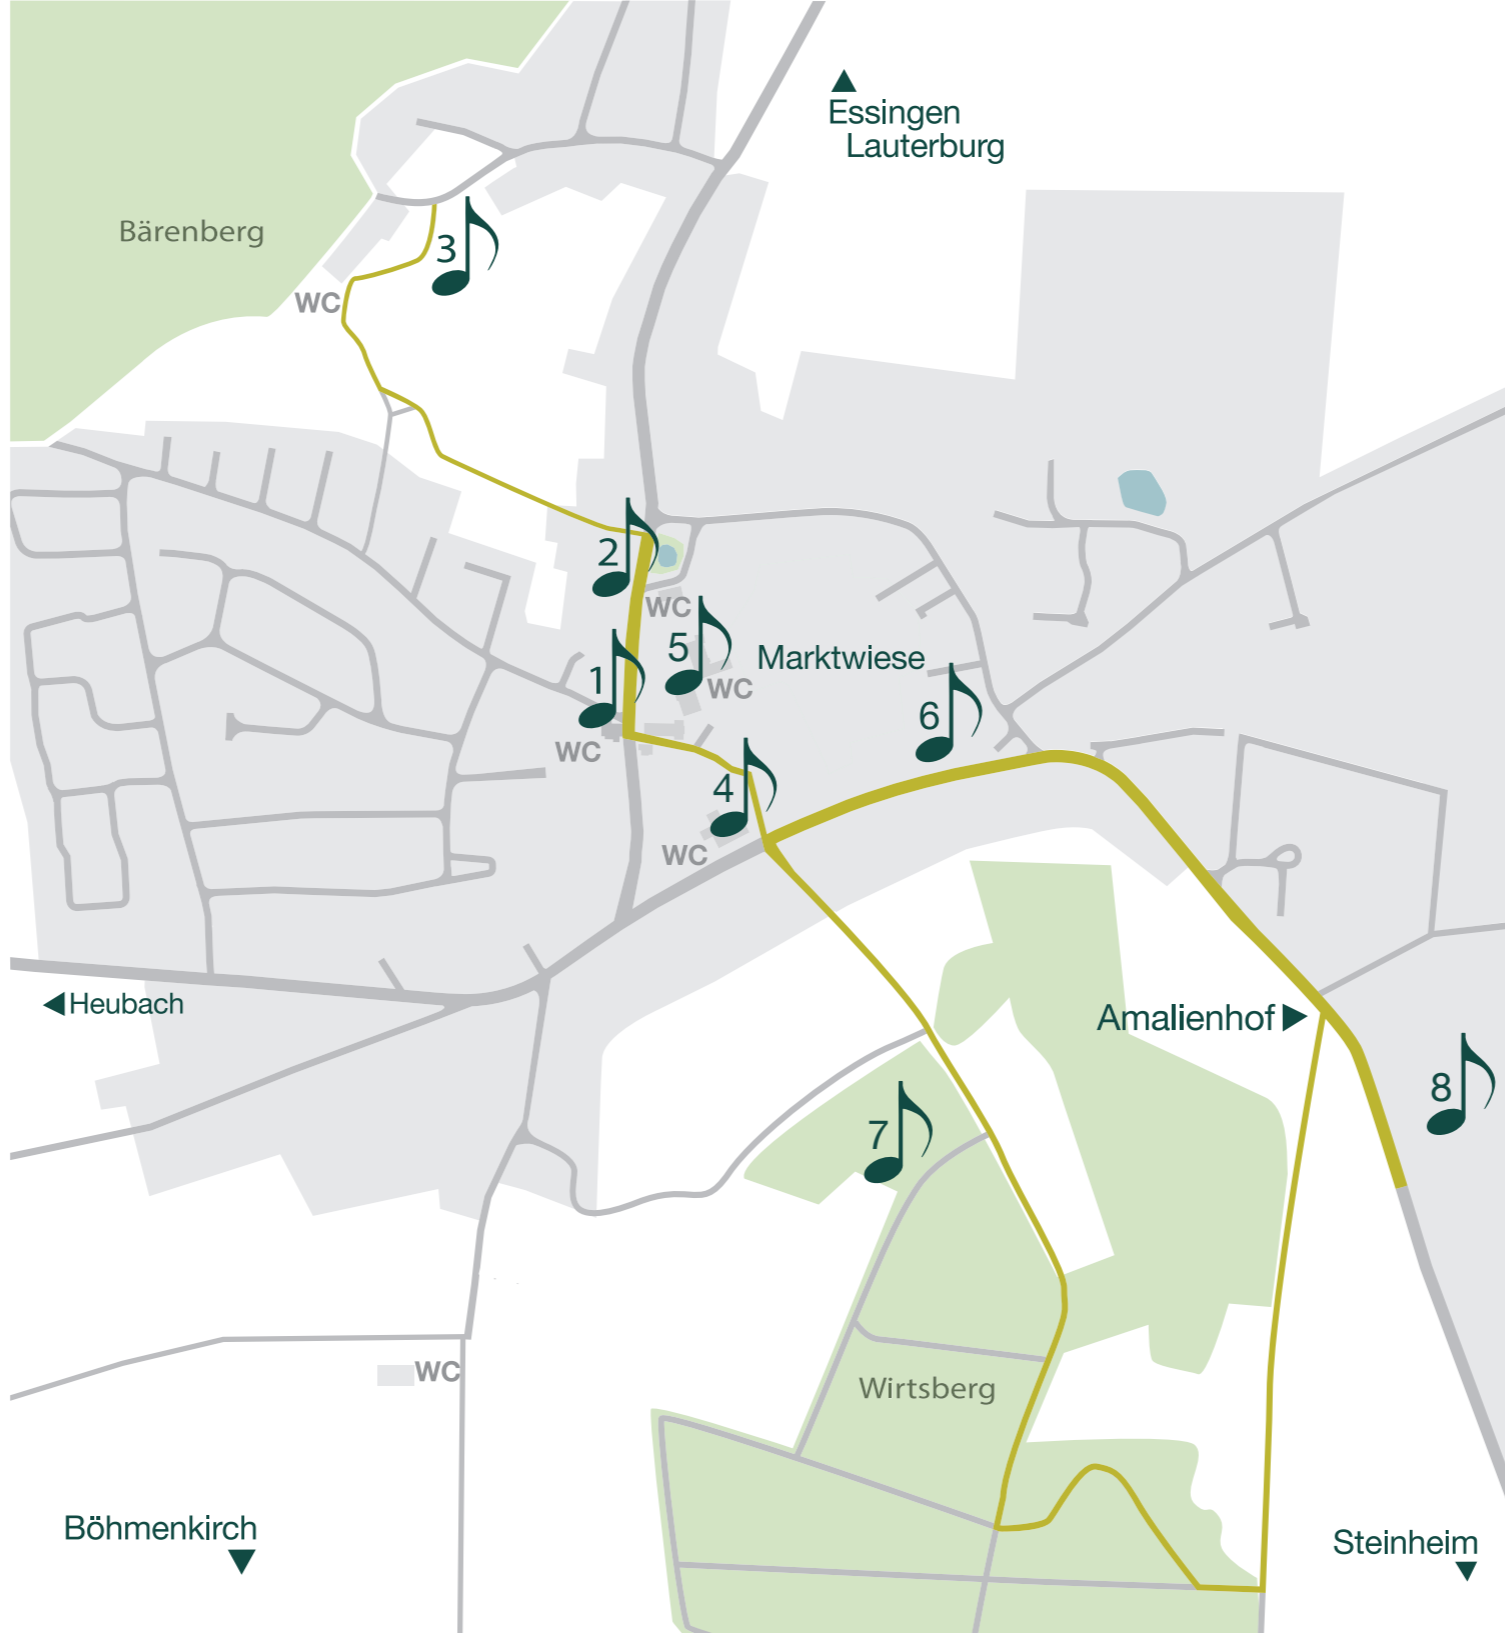 Essingen
Lauterburg
Bärenberg
3
WC
2
WC
5
Marktwiese
1
WC
6
WC
4
WC
Heubach
Amalienhof
8
7
WC
Wirtsberg
Böhmenkirch
Steinheim